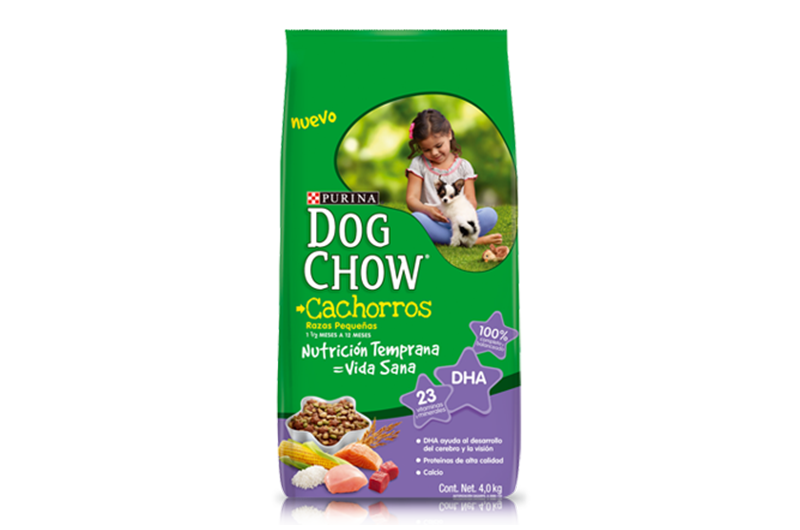 nuevo
PURINA
DOG
CHOW®
Cachorros
Razas Pequeñas
1 1/2 MESES A 12 MESES
Nutrición Temprana
= Vida Sana
100%
completo y
balanceado
DHA
23
vitaminas y
minerales
• DHA ayuda al desarrollo
del cerebro y la visión
• Proteínas de alta calidad
• Calcio
Cont. Net. 4,0 kg